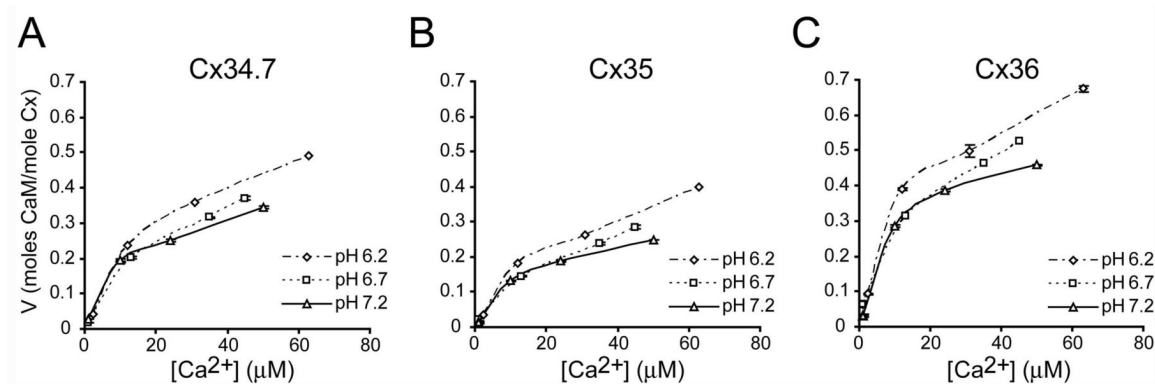 A
B
C
Cx34.7
Cx35
Cx36
V (moles CaM/mole Cx)
0.7
0.6
0.5
0.4
0.3
0.2
0.1
0
0 20 40 60 80
[Ca2+] (μM)
pH 6.2
pH 6.7
pH 7.2
0.7
0.6
0.5
0.4
0.3
0.2
0.1
0
0 20 40 60 80
[Ca2+] (μM)
pH 6.2
pH 6.7
pH 7.2
0.7
0.6
0.5
0.4
0.3
0.2
0.1
0
0 20 40 60 80
[Ca2+] (μM)
pH 6.2
pH 6.7
pH 7.2